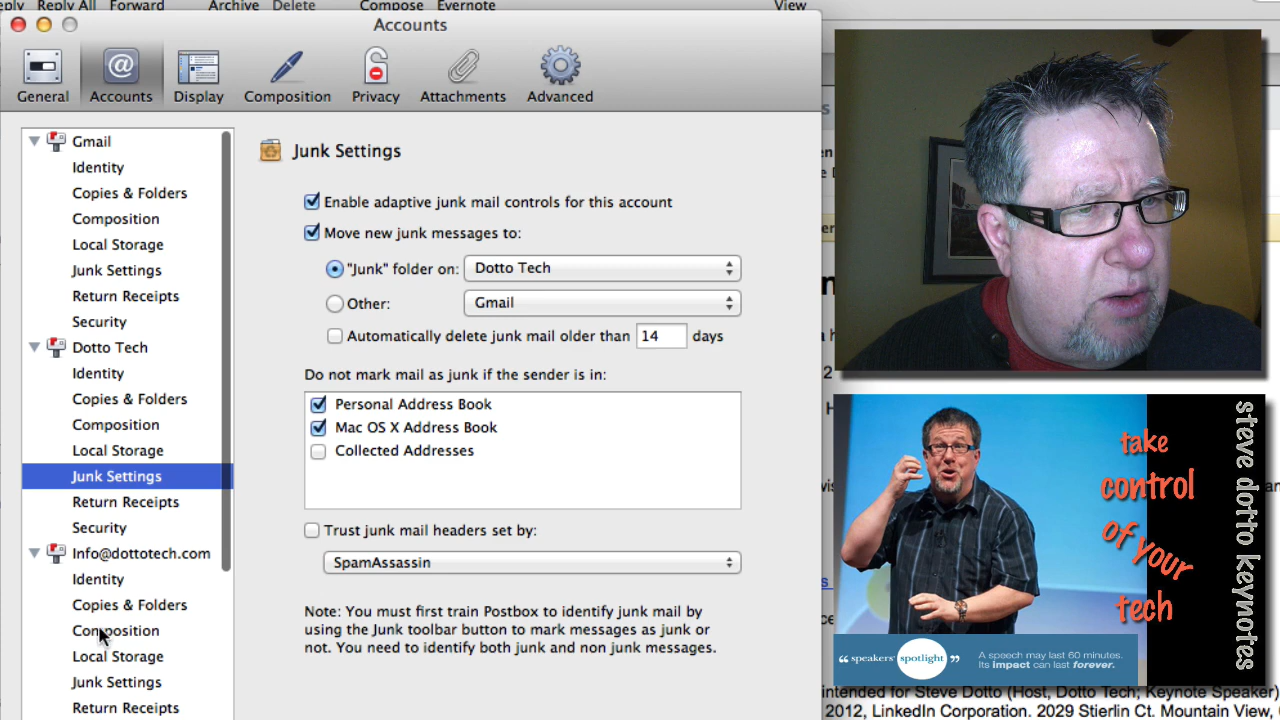 Reply All
Forward
Archive
Delete
Compose
Evernote
View
Accounts
General
Accounts
Display
Composition
Privacy
Attachments
Advanced
Gmail
Identity
Copies & Folders
Composition
Local Storage
Junk Settings
Return Receipts
Security
Dotto Tech
Identity
Copies & Folders
Composition
Local Storage
Junk Settings
Return Receipts
Security
Info@dottotech.com
Identity
Copies & Folders
Composition
Local Storage
Junk Settings
Return Receipts
Junk Settings
Enable adaptive junk mail controls for this account
Move new junk messages to:
"Junk" folder on: Dotto Tech
Other: Gmail
Automatically delete junk mail older than 14 days
Do not mark mail as junk if the sender is in:
Personal Address Book
Mac OS X Address Book
Collected Addresses
Trust junk mail headers set by:
SpamAssassin
Note: You must first train Postbox to identify junk mail by
using the Junk toolbar button to mark messages as junk or
not. You need to identify both junk and non junk messages.
take
control
of your
tech
steve dotto keynotes
“ speakers' spotlight ”
A speech may last 60 minutes.
Its impact can last forever.
intended for Steve Dotto (Host, Dotto Tech; Keynote Speaker)
2012, LinkedIn Corporation. 2029 Stierlin Ct. Mountain View,